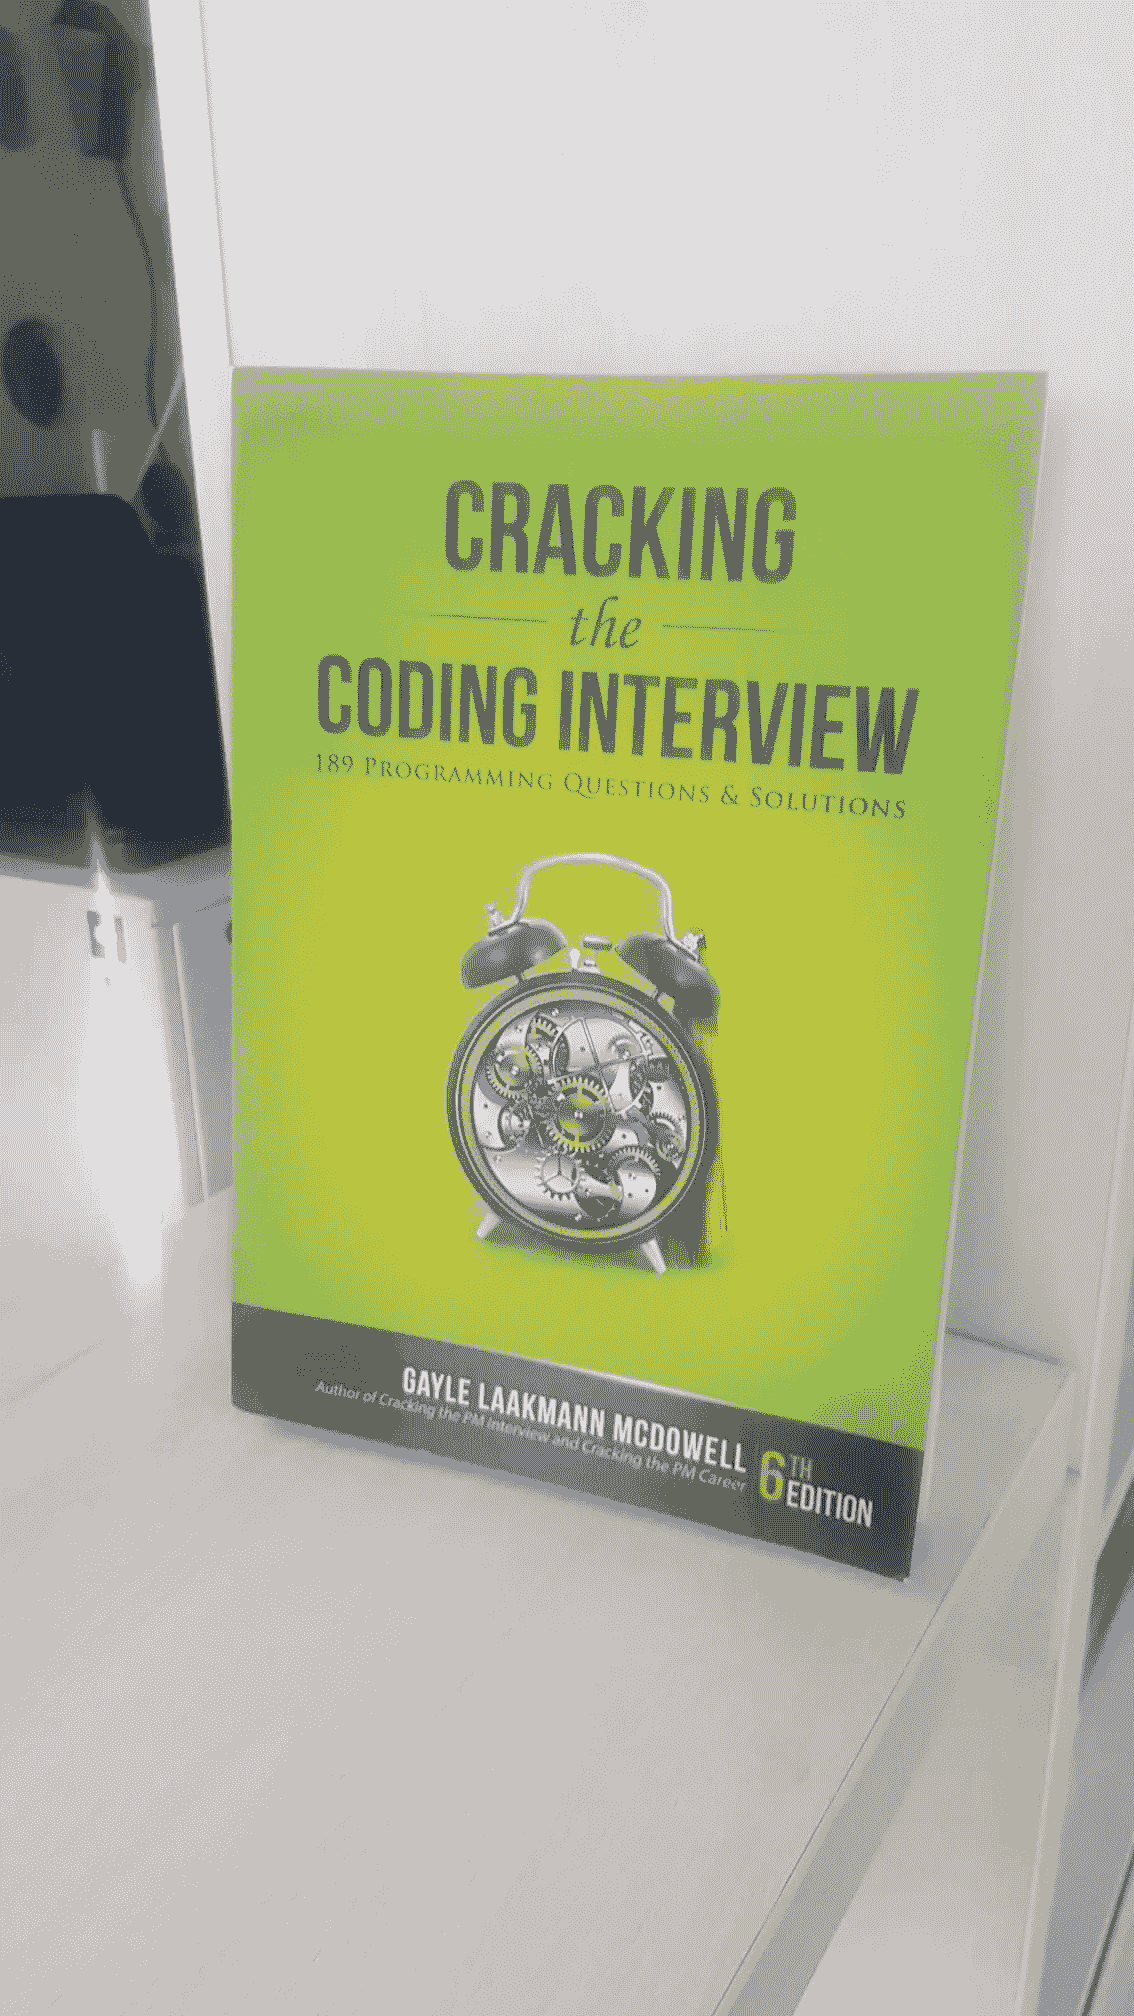 CRACKING
the
CODING INTERVIEW
189 PROGRAMMING QUESTIONS & SOLUTIONS
GAYLE LAAKMANN MCDOWELL
Author of Cracking the PM Interview and Cracking the PM Career
6TH
EDITION